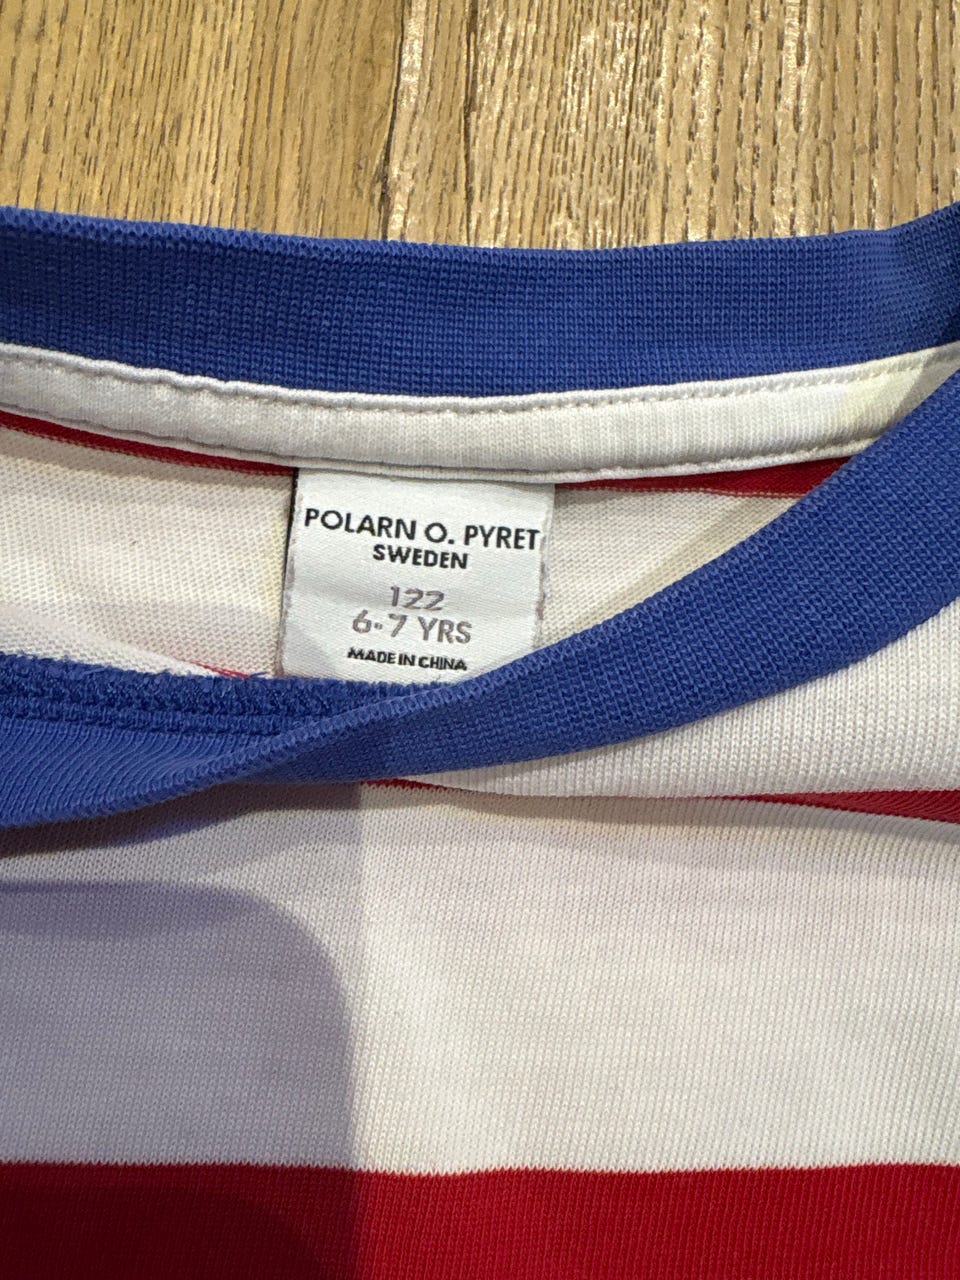 POLARN O. PYRET
SWEDEN
122
6-7 YRS
MADE IN CHINA